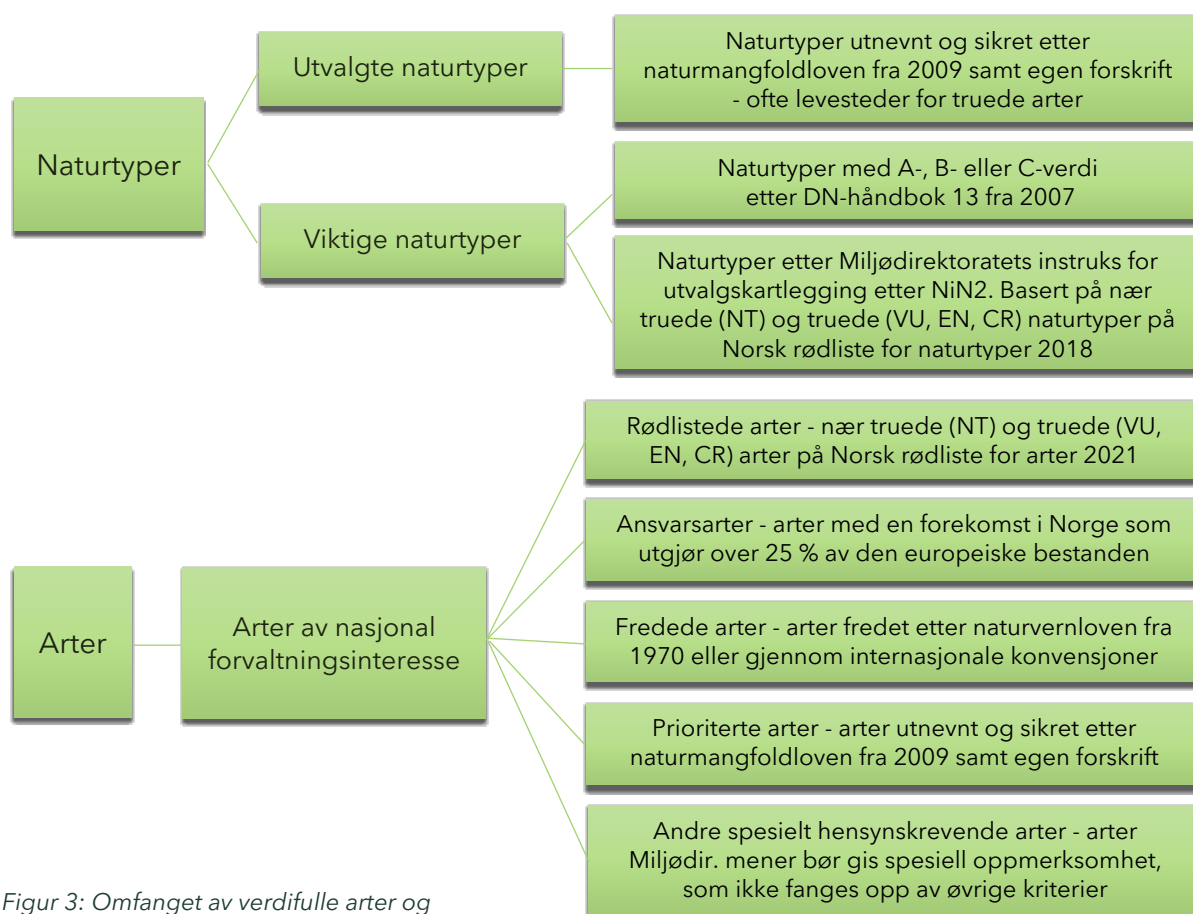 Naturtyper
Utvalgte naturtyper
Naturtyper utnevnt og sikret etter
naturmangfoldloven fra 2009 samt egen forskrift
- ofte levesteder for truede arter
Viktige naturtyper
Naturtyper med A-, B- eller C-verdi
etter DN-håndbok 13 fra 2007
Naturtyper etter Miljødirektoratets instruks for
utvalgskartlegging etter NiN2. Basert på nær
truede (NT) og truede (VU, EN, CR) naturtyper på
Norsk rødliste for naturtyper 2018
Arter
Arter av nasjonal
forvaltningsinteresse
Rødlistede arter - nær truede (NT) og truede (VU,
EN, CR) arter på Norsk rødliste for arter 2021
Ansvarsarter - arter med en forekomst i Norge som
utgjør over 25 % av den europeiske bestanden
Fredede arter - arter fredet etter naturvernloven fra
1970 eller gjennom internasjonale konvensjoner
Prioriterte arter - arter utnevnt og sikret etter
naturmangfoldloven fra 2009 samt egen forskrift
Andre spesielt hensynskrevende arter - arter
Miljødir. mener bør gis spesiell oppmerksomhet,
som ikke fanges opp av øvrige kriterier
Figur 3: Omfanget av verdifulle arter og